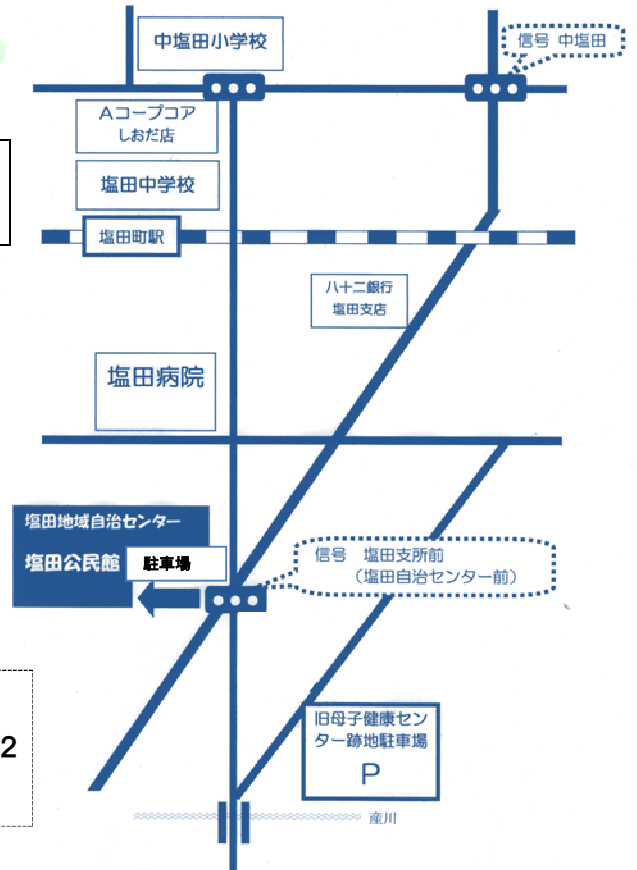 中塩田小学校
信号 中塩田
Aコープコア
しおだ店
塩田中学校
塩田町駅
八十二銀行
塩田支店
塩田病院
塩田地域自治センター
塩田公民館
駐車場
信号 塩田支所前
(塩田自治センター前)
旧母子健康セン
ター跡地駐車場
P
2
産川